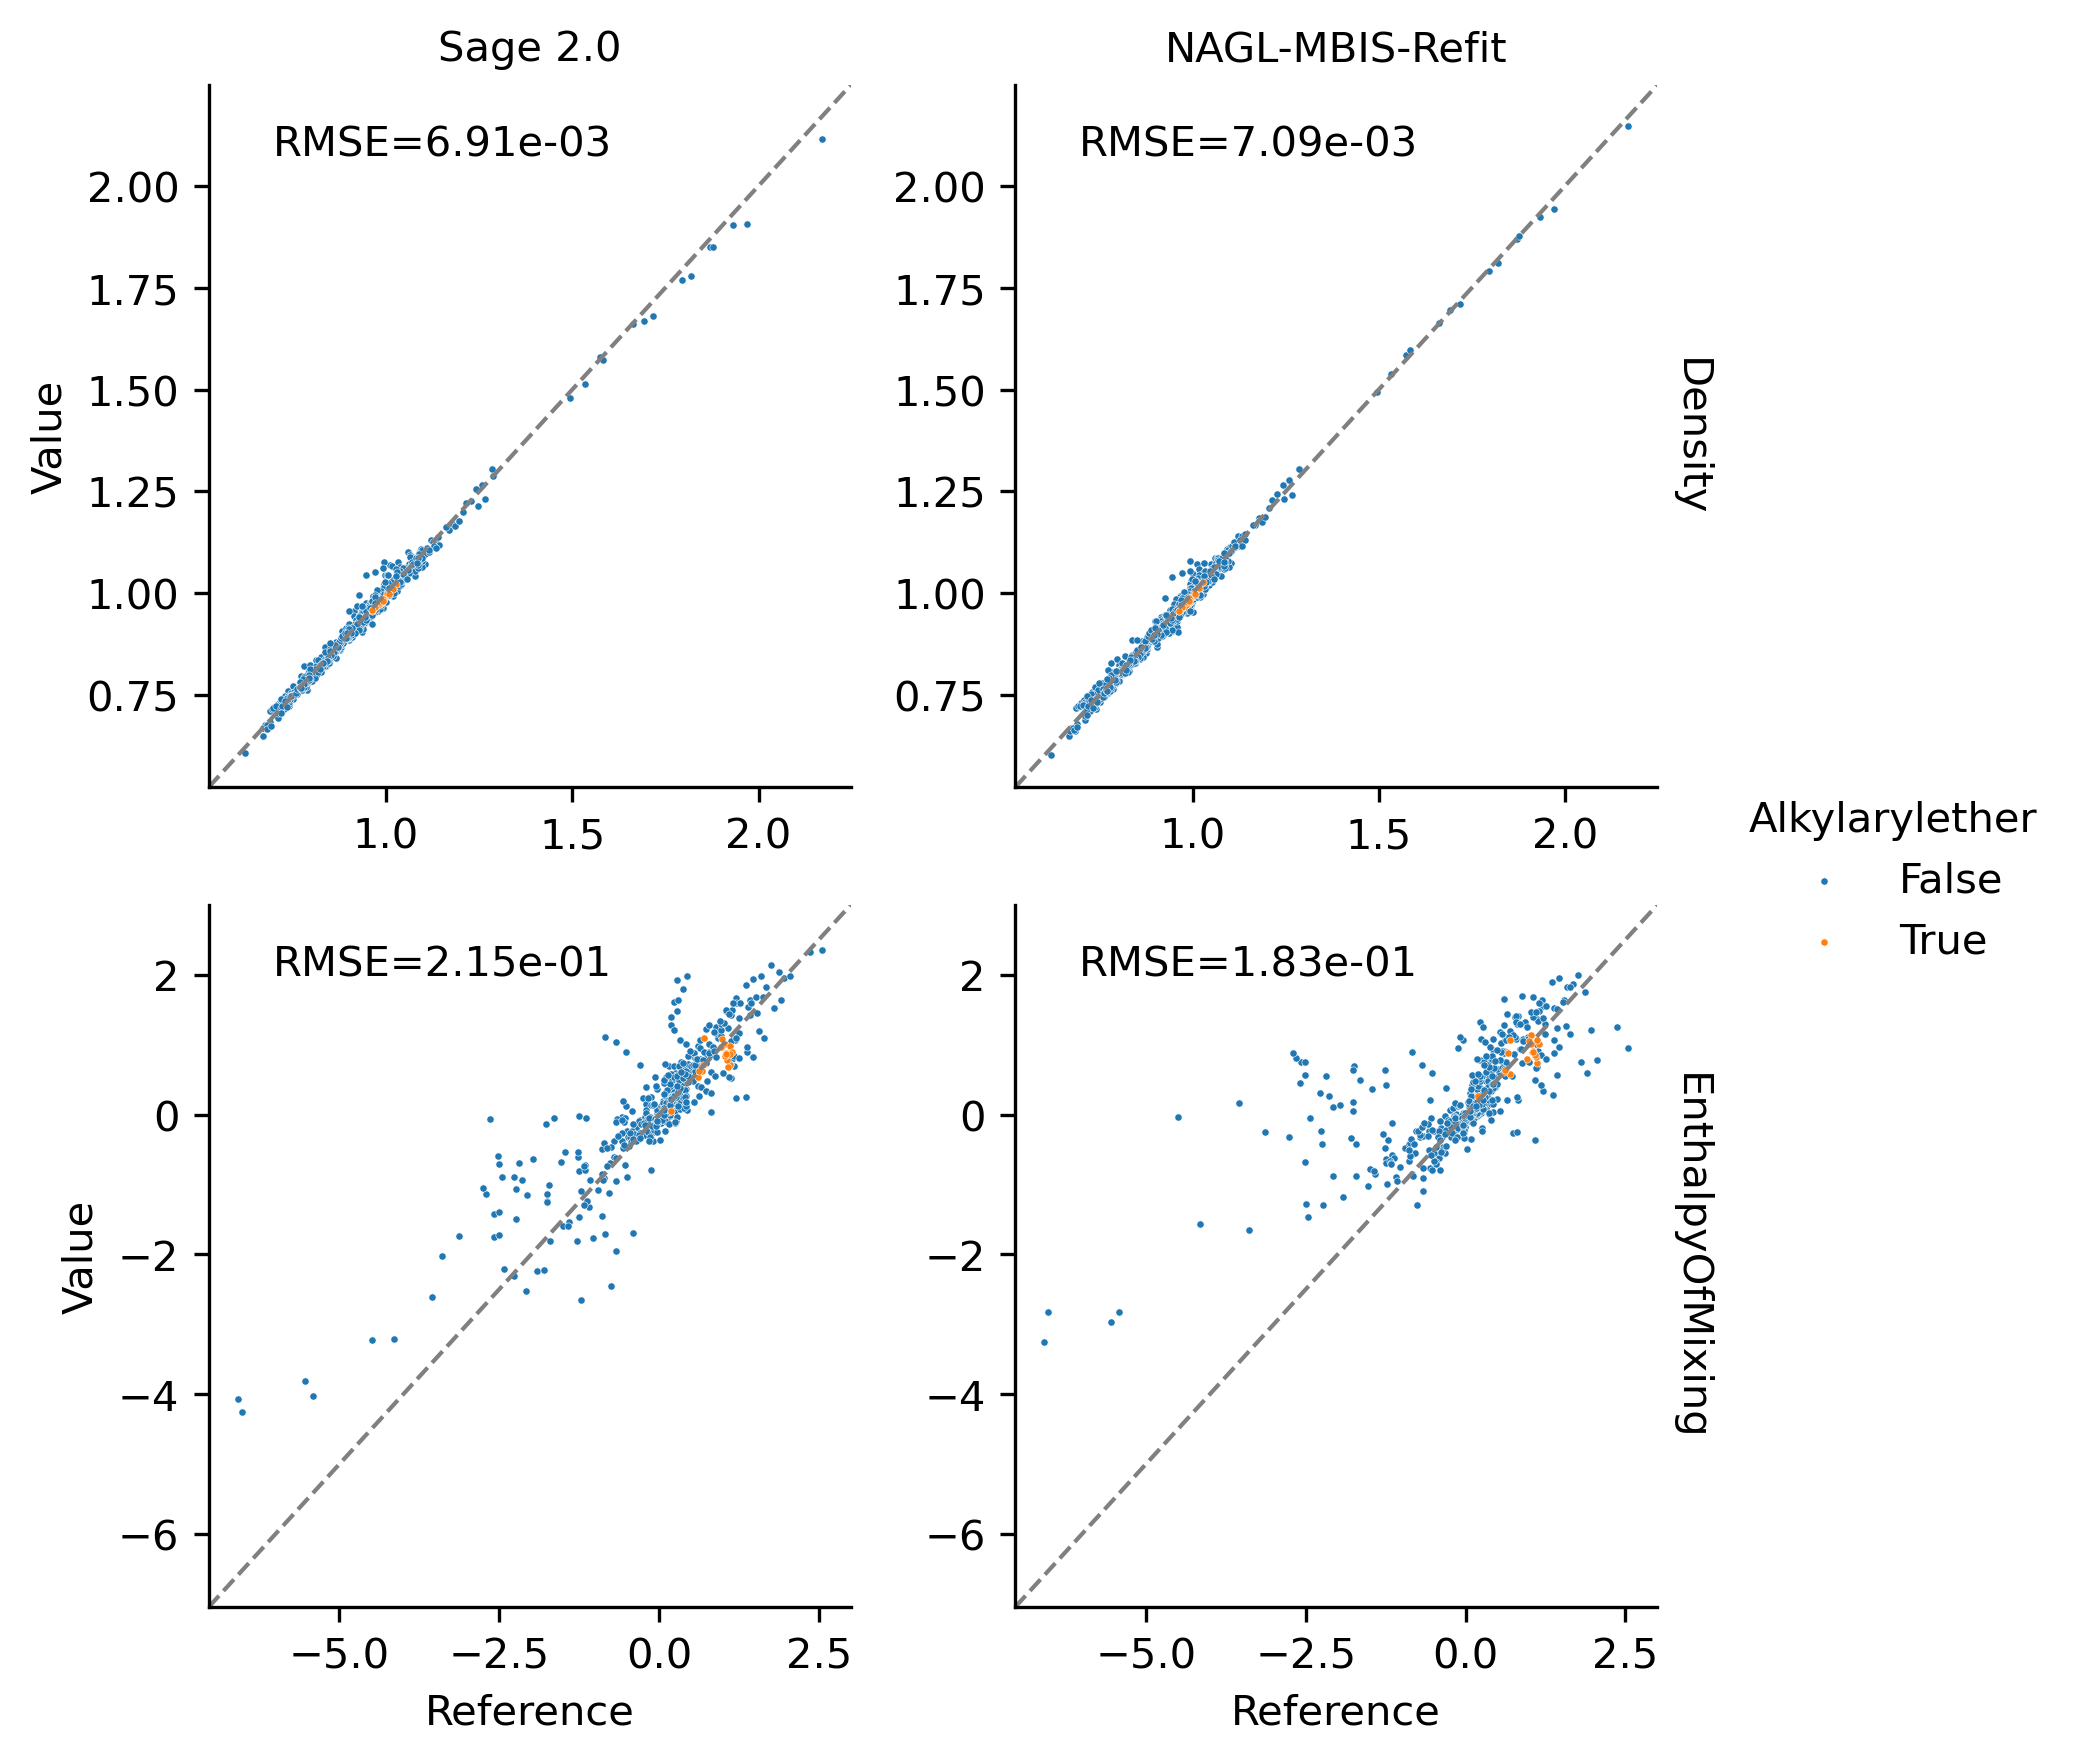 Sage 2.0
NAGL-MBIS-Refit
RMSE=6.91e-03
RMSE=7.09e-03
Value
2.00
1.75
1.50
1.25
1.00
0.75
2.00
1.75
1.50
1.25
1.00
0.75
Density
1.0 1.5 2.0
1.0 1.5 2.0
Alkylarylether
False
True
RMSE=2.15e-01
RMSE=1.83e-01
Value
2
0
−2
−4
−6
2
0
−2
−4
−6
EnthalpyOfMixing
−5.0 −2.5 0.0 2.5
−5.0 −2.5 0.0 2.5
Reference
Reference